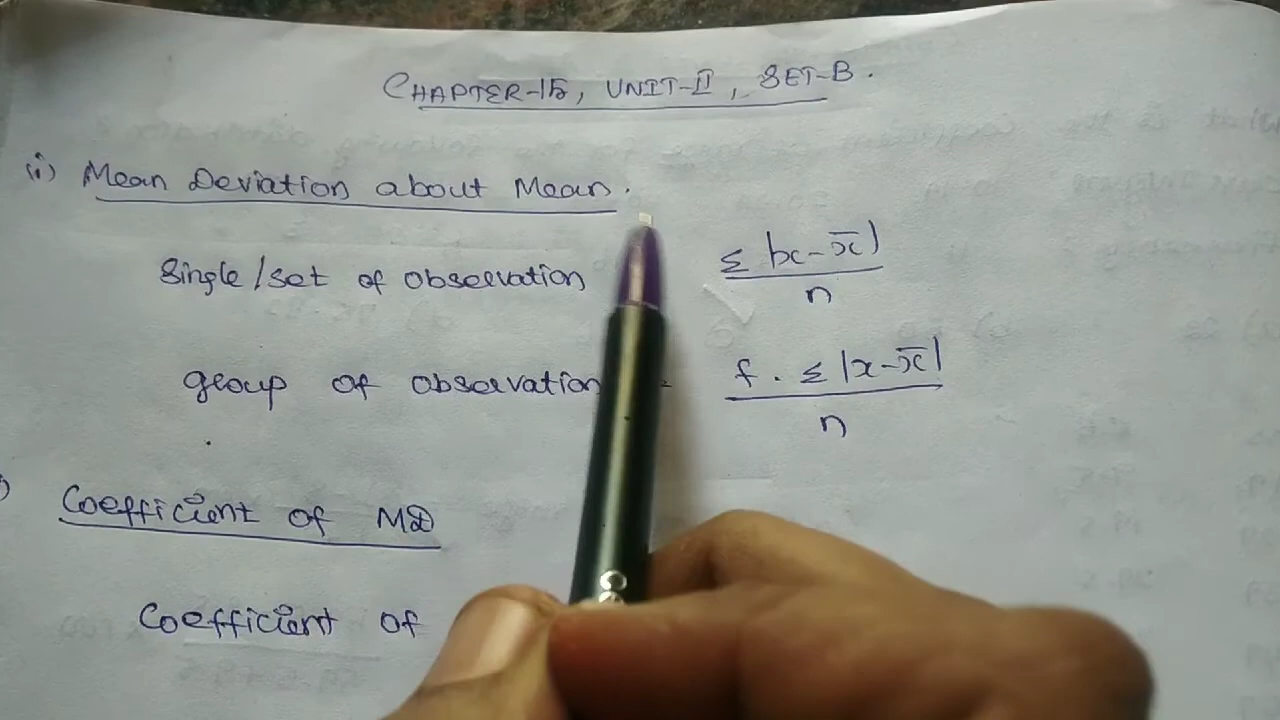 CHAPTER-15, UNIT-II, SET-B.
(i) Mean Deviation about Mean.
Single/set of observation Σ |x-x̄| / n
group of observation = f. Σ |x-x̄| / n
) Coefficient of MD
Coefficient of